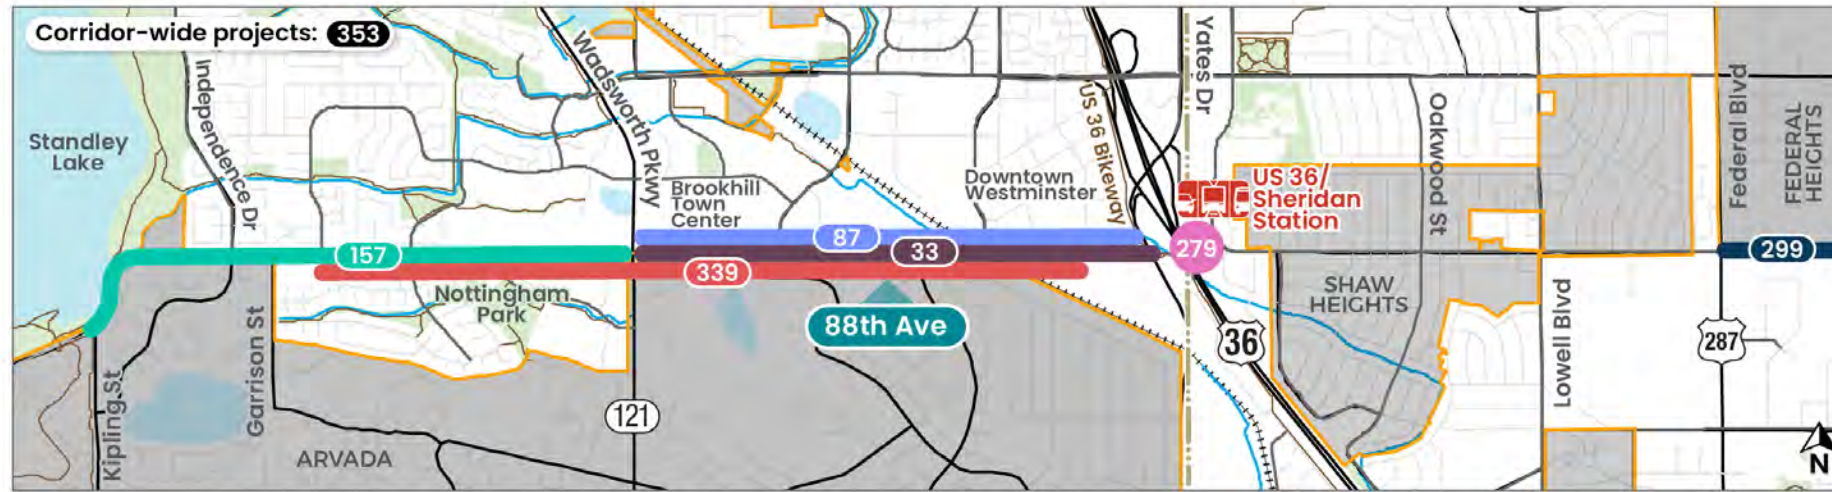 Corridor-wide projects: 353
Standley
Lake
Independence Dr
Wadsworth Pkwy
Brookhill
Town
Center
Downtown
Westminster
US 36 Bikeway
Yates Dr
US 36/
Sheridan
Station
Oakwood St
Federal Blvd
FEDERAL
HEIGHTS
157
87
33
339
279
299
Nottingham
Park
88th Ave
SHAW
HEIGHTS
36
287
Lowell Blvd
Garrison St
Kipling St
121
ARVADA
N